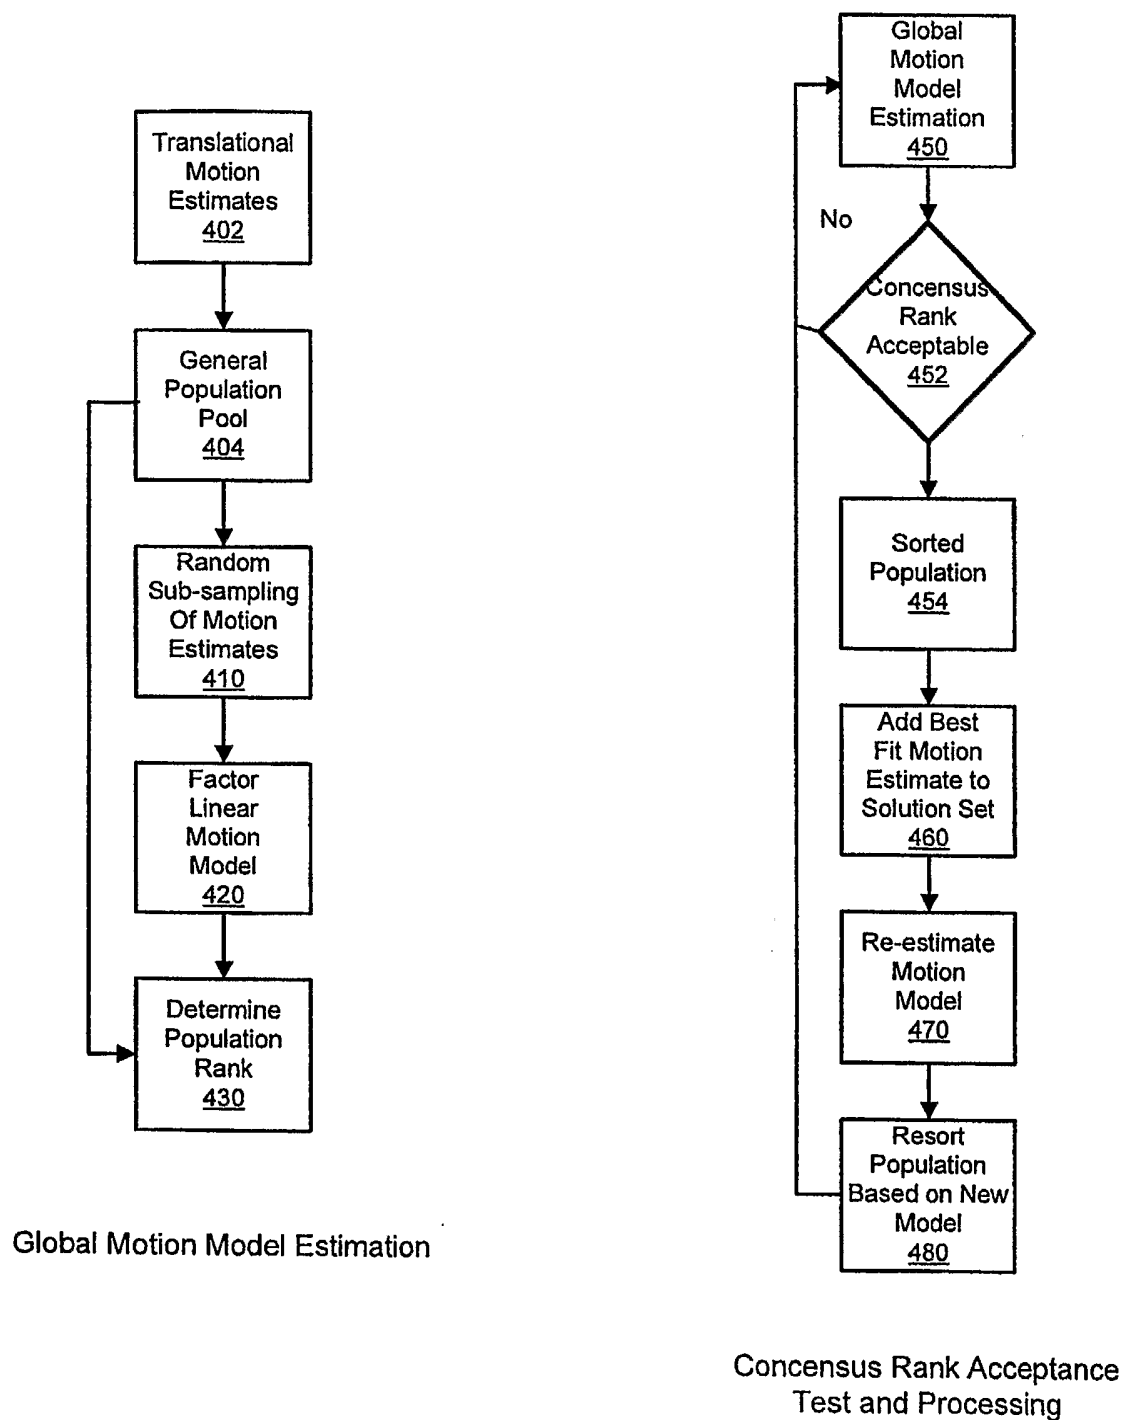 Translational
Motion
Estimates
402
General
Population
Pool
404
Random
Sub-sampling
Of Motion
Estimates
410
Factor
Linear
Motion
Model
420
Determine
Population
Rank
430
Global Motion Model Estimation
Global
Motion
Model
Estimation
450
No
Concensus
Rank
Acceptable
452
Sorted
Population
454
Add Best
Fit Motion
Estimate to
Solution Set
460
Re-estimate
Motion
Model
470
Resort
Population
Based on New
Model
480
Concensus Rank Acceptance
Test and Processing